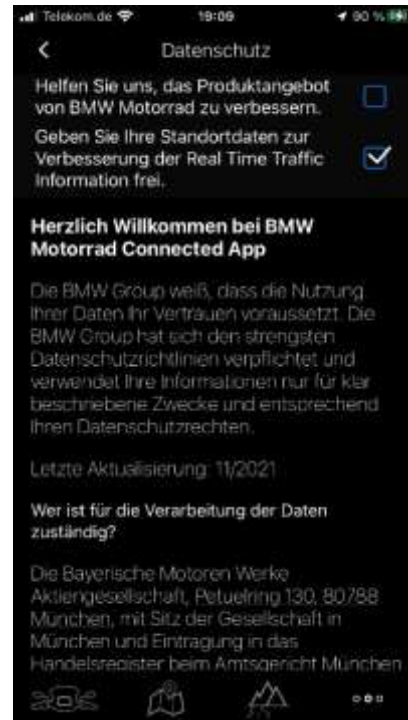 Telekom.de 19:09 90 %
Datenschutz
Helfen Sie uns, das Produktangebot
von BMW Motorrad zu verbessern.
Geben Sie Ihre Standortdaten zur
Verbesserung der Real Time Traffic
Information frei.
Herzlich Willkommen bei BMW
Motorrad Connected App
Die BMW Group weiß, dass die Nutzung
Ihrer Daten Ihr Vertrauen voraussetzt. Die
BMW Group hat sich den strengsten
Datenschutzrichtlinien verpflichtet und
verwendet Ihre Informationen nur für klar
beschriebene Zwecke und entsprechend
Ihren Datenschutzrechten.
Letzte Aktualisierung: 11/2021
Wer ist für die Verarbeitung der Daten
zuständig?
Die Bayerische Motoren Werke
Aktiengesellschaft, Petuelring 130, 80788
München, mit Sitz der Gesellschaft in
München und Eintragung in das
Handelsregister beim Amtsgericht München